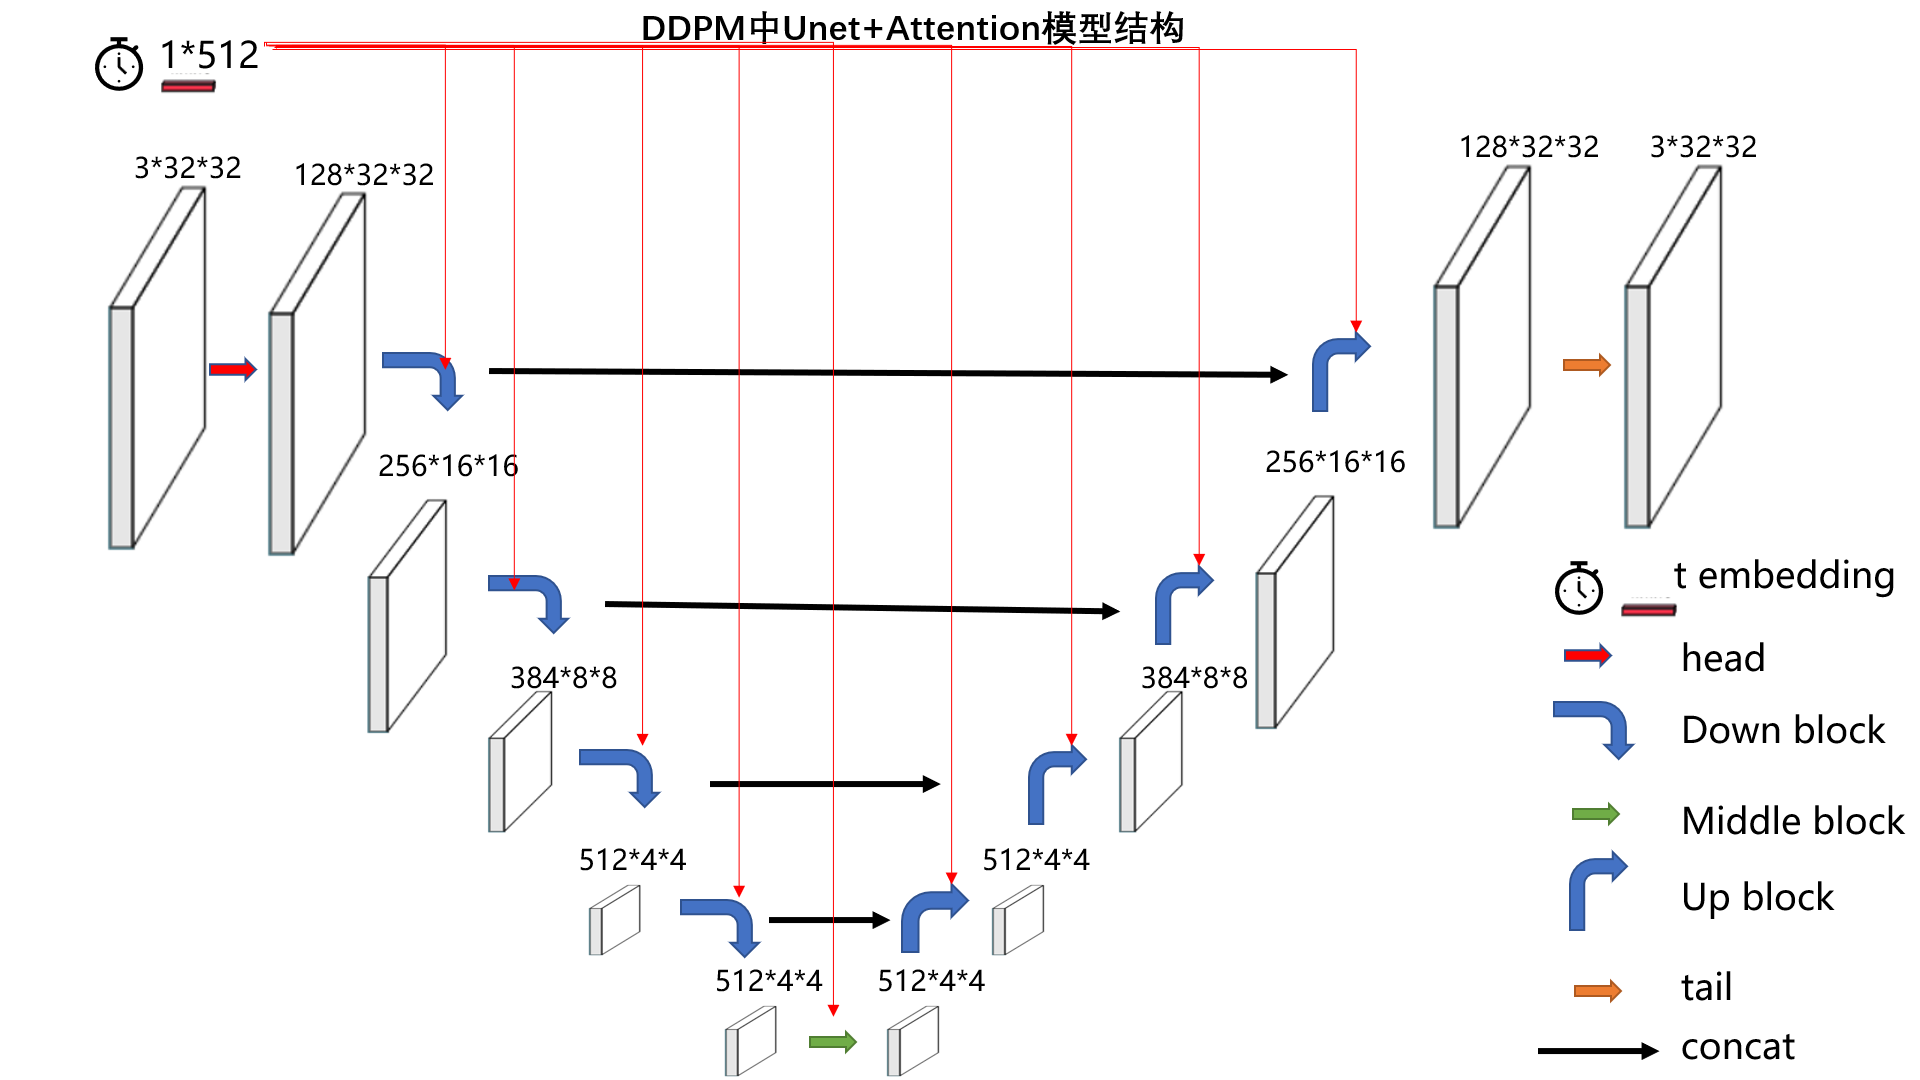 DDPM中Unet+Attention模型结构
1*512
3*32*32
128*32*32
128*32*32
3*32*32
256*16*16
256*16*16
384*8*8
384*8*8
512*4*4
512*4*4
512*4*4
512*4*4
t embedding
head
Down block
Middle block
Up block
tail
concat